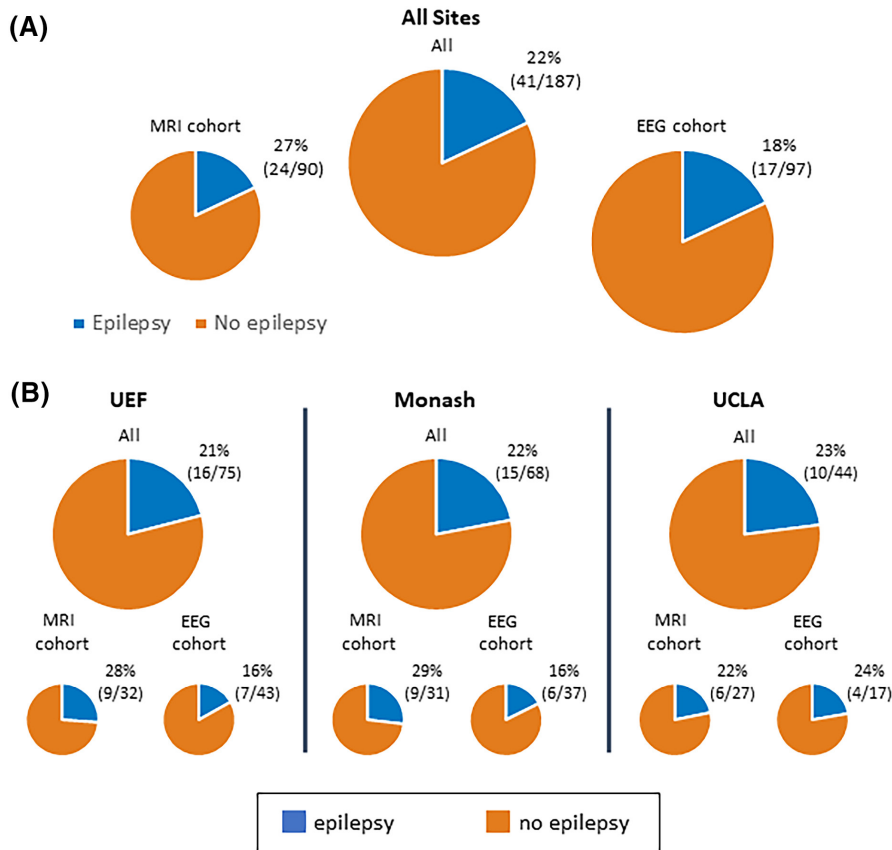 (A)
All Sites
All
22%
(41/187)
MRI cohort
27%
(24/90)
EEG cohort
18%
(17/97)
Epilepsy No epilepsy
(B)
UEF
All
21%
(16/75)
MRI
cohort
28%
(9/32)
EEG
cohort
16%
(7/43)
Monash
All
22%
(15/68)
MRI
cohort
29%
(9/31)
EEG
cohort
16%
(6/37)
UCLA
All
23%
(10/44)
MRI
cohort
22%
(6/27)
EEG
cohort
24%
(4/17)
epilepsy no epilepsy